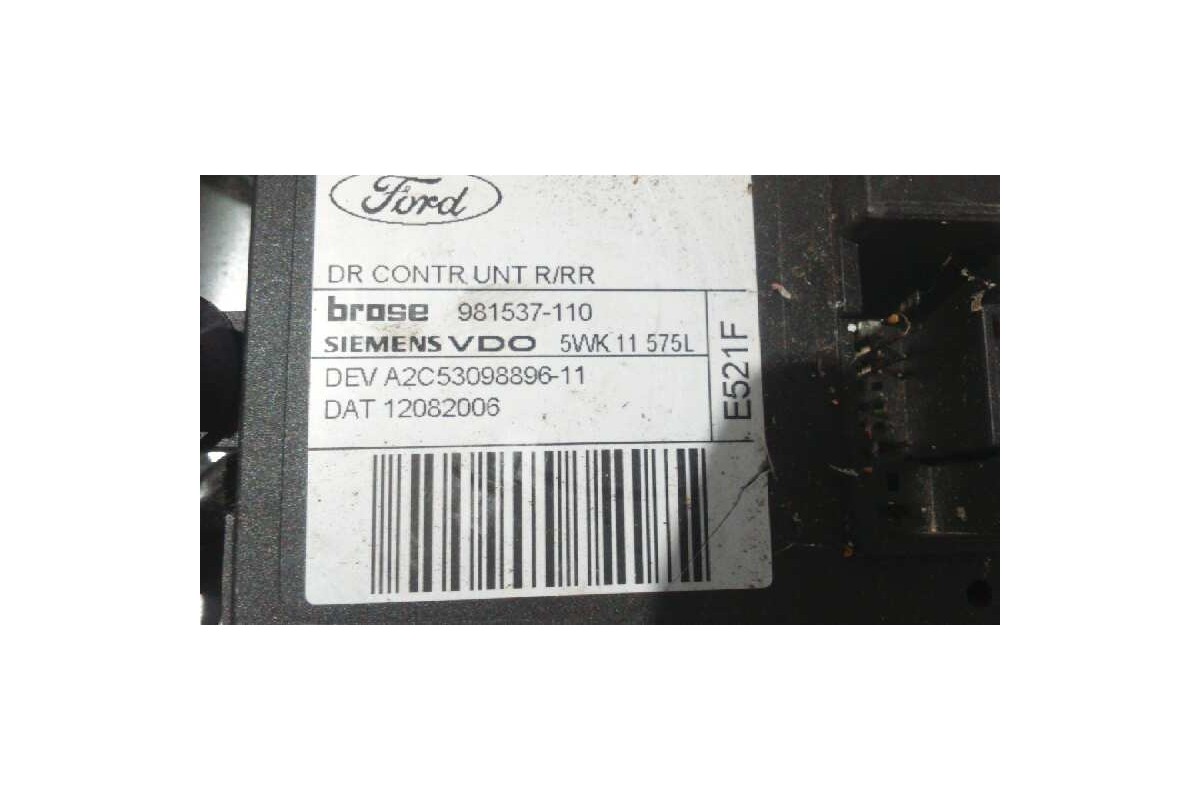 Ford
DR CONTR UNT R/RR
brose 981537-110
SIEMENS VDO 5WK 11 575L
DEV A2C53098896-11
DAT 12082006
E521F